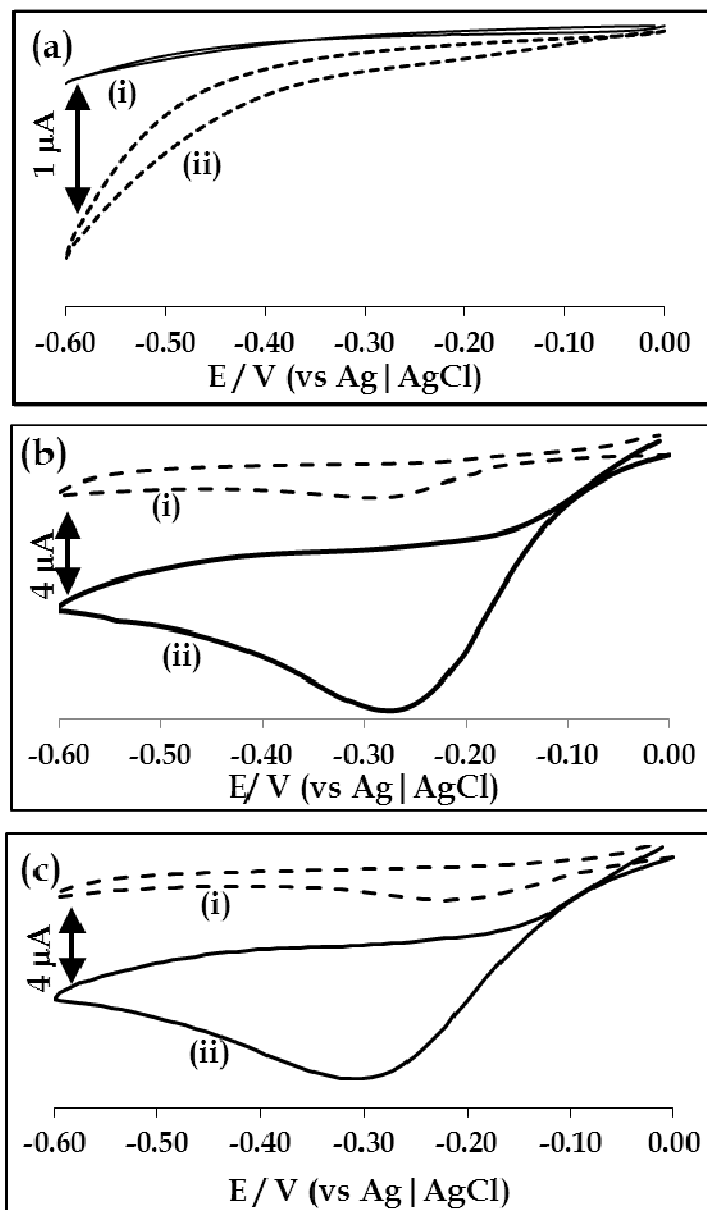 (a)
(i)
1 µA
(ii)
-0.60 -0.50 -0.40 -0.30 -0.20 -0.10 0.00
E / V (vs Ag|AgCl)
(b)
(i)
4 µA
(ii)
-0.60 -0.50 -0.40 -0.30 -0.20 -0.10 0.00
E/ V (vs Ag|AgCl)
(c)
(i)
4 µA
(ii)
-0.60 -0.50 -0.40 -0.30 -0.20 -0.10 0.00
E / V (vs Ag|AgCl)